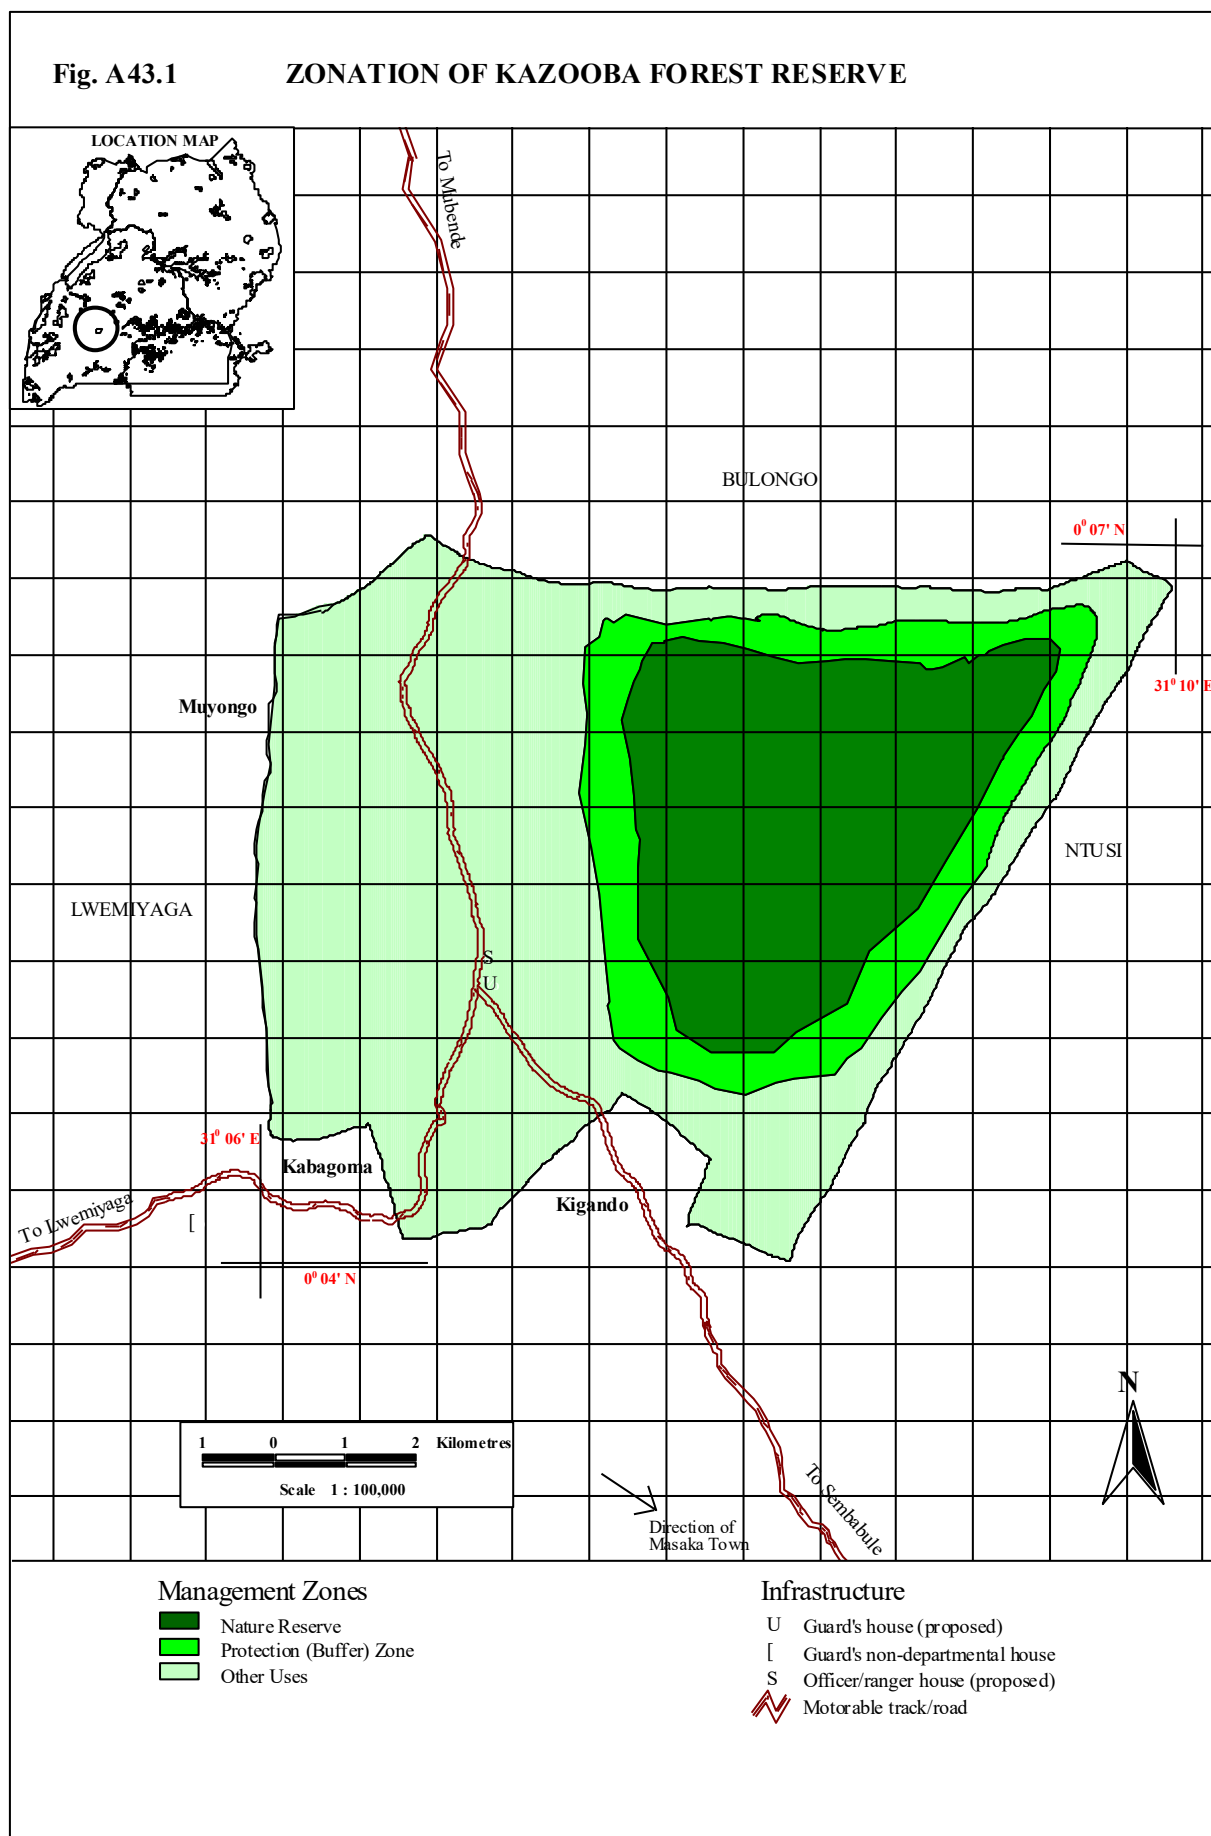 Fig. A43.1 ZONATION OF KAZOOBA FOREST RESERVE
LOCATION MAP
To Mubende
BULONGO
0⁰ 07' N
31⁰ 10' E
Muyongo
NTUSI
LWEMIYAGA
S
U
31⁰ 06' E
Kabagoma
To Lwemiyaga
[
Kigando
0⁰ 04' N
N
1 0 1 2 Kilometres
Scale 1 : 100,000
To Sembabule
Direction of
Masaka Town
Management Zones
Nature Reserve
Protection (Buffer) Zone
Other Uses
Infrastructure
U Guard's house (proposed)
[ Guard's non-departmental house
S Officer/ranger house (proposed)
Motorable track/road